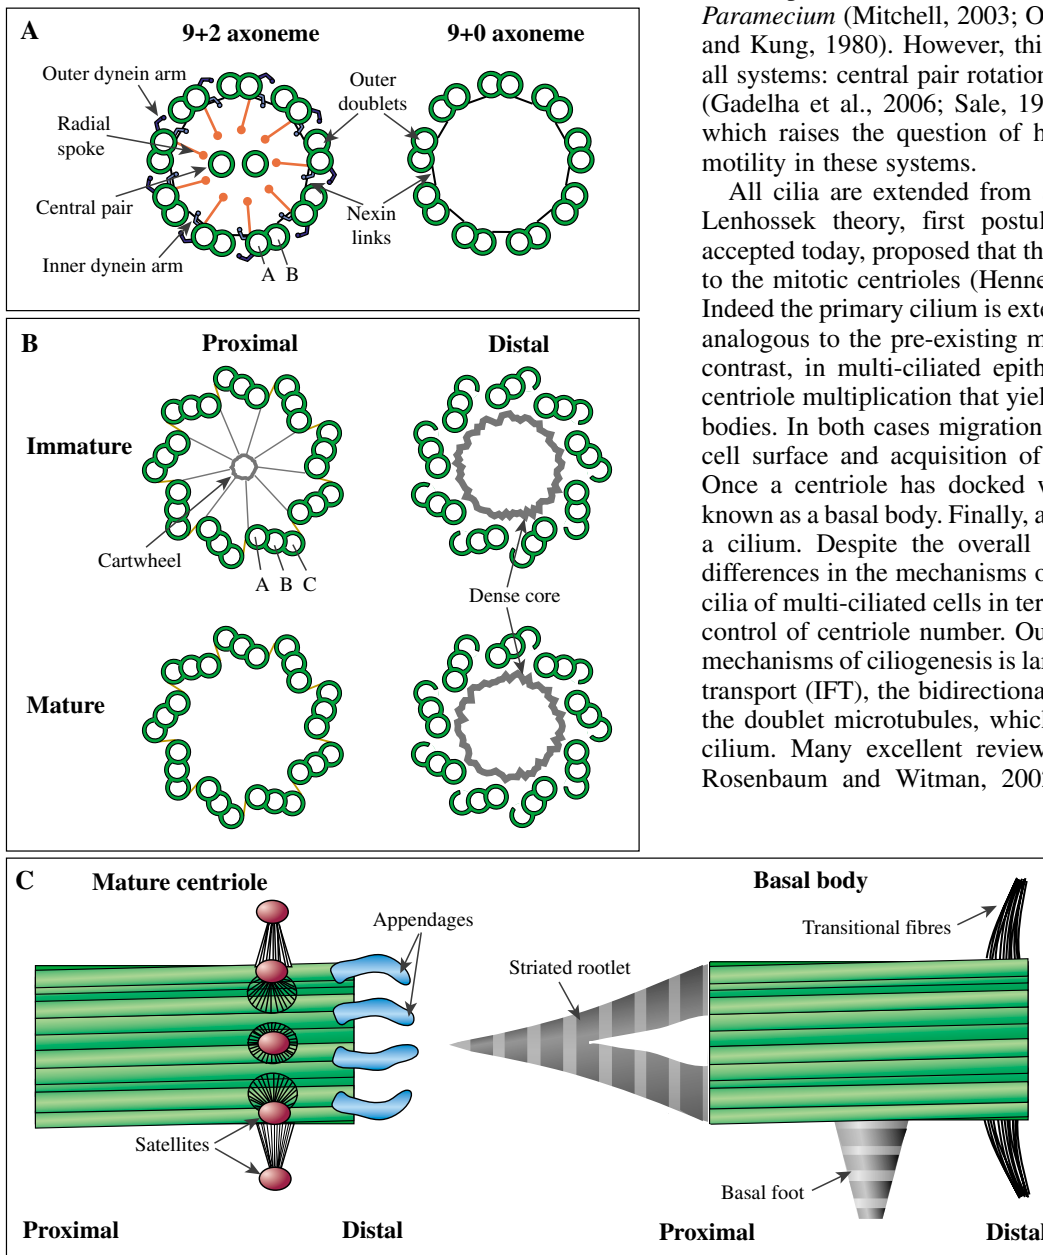 A
9+2 axoneme
9+0 axoneme
Outer dynein arm
Outer
doublets
Radial
spoke
Central pair
Nexin
links
Inner dynein arm
A B
B
Proximal
Distal
Immature
Cartwheel
A B C
Dense core
Mature
C
Mature centriole
Basal body
Appendages
Transitional fibres
Striated rootlet
Satellites
Basal foot
Proximal
Distal
Proximal
Distal
Paramecium (Mitchell, 2003; O
and Kung, 1980). However, thi
all systems: central pair rotation
(Gadelha et al., 2006; Sale, 19
which raises the question of h
motility in these systems.
All cilia are extended from
Lenhossek theory, first postul
accepted today, proposed that th
to the mitotic centrioles (Henne
Indeed the primary cilium is exte
analogous to the pre-existing m
contrast, in multi-ciliated epith
centriole multiplication that yiel
bodies. In both cases migration
cell surface and acquisition of
Once a centriole has docked w
known as a basal body. Finally, a
a cilium. Despite the overall
differences in the mechanisms o
cilia of multi-ciliated cells in ter
control of centriole number. Ou
mechanisms of ciliogenesis is lar
transport (IFT), the bidirectiona
the doublet microtubules, which
cilium. Many excellent review
Rosenbaum and Witman, 2002